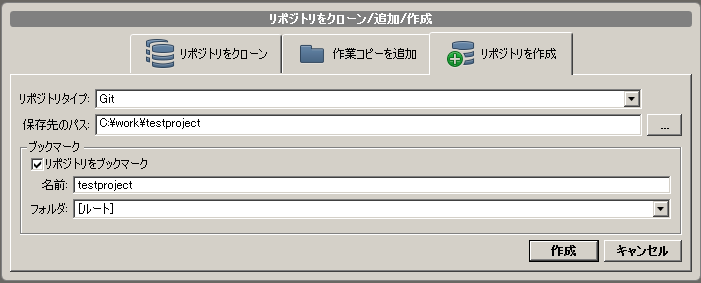 リポジトリをクローン/追加/作成
リポジトリをクローン 作業コピーを追加 リポジトリを作成
リポジトリタイプ: Git
保存先のパス: C:¥work¥testproject ...
ブックマーク
リポジトリをブックマーク
名前: testproject
フォルダ: [ルート]
作成 キャンセル